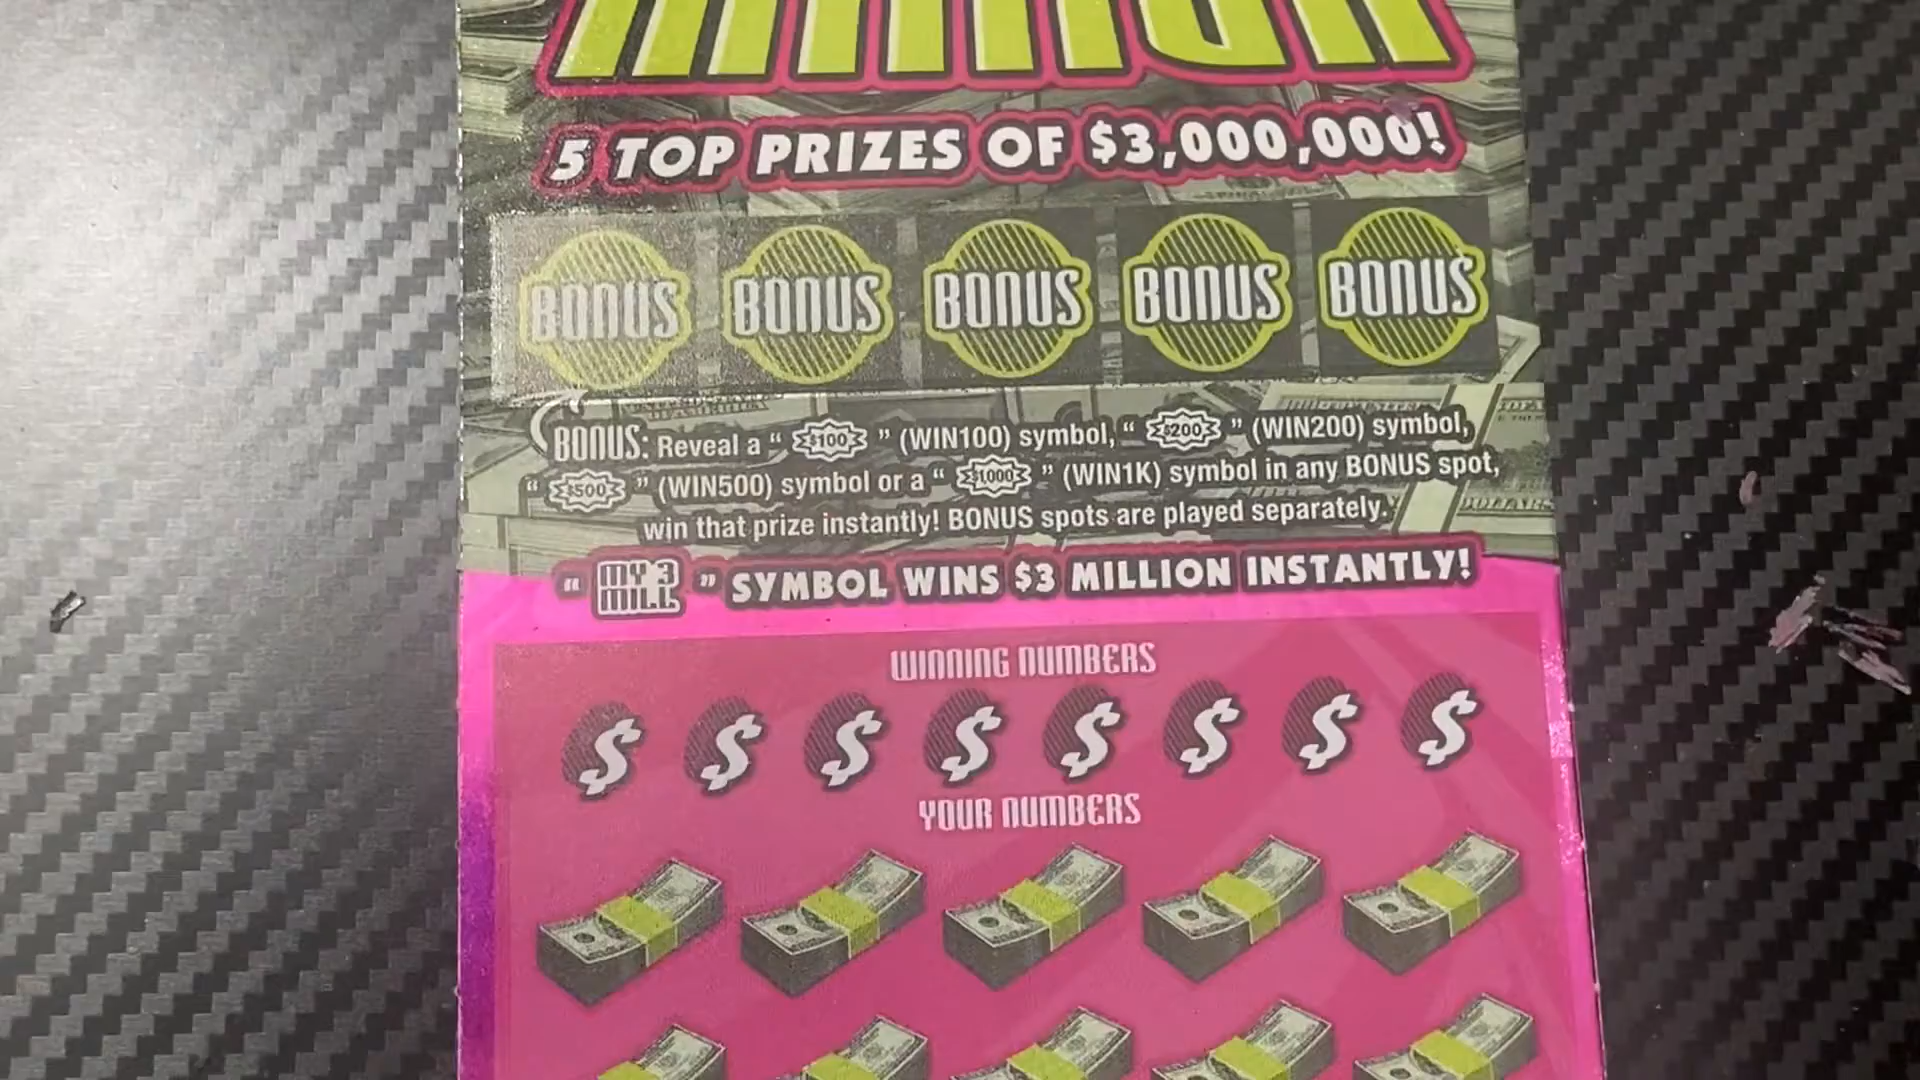 5 TOP PRIZES OF $3,000,000!
BONUS BONUS BONUS BONUS BONUS
BONUS: Reveal a “ $100 ” (WIN100) symbol, “ $200 ” (WIN200) symbol,
“ $500 ” (WIN500) symbol or a “ $1,000 ” (WIN1K) symbol in any BONUS spot,
win that prize instantly! BONUS spots are played separately.
“ MY 3 MILL ” SYMBOL WINS $3 MILLION INSTANTLY!
WINNING NUMBERS
$ $ $ $ $ $ $ $
YOUR NUMBERS